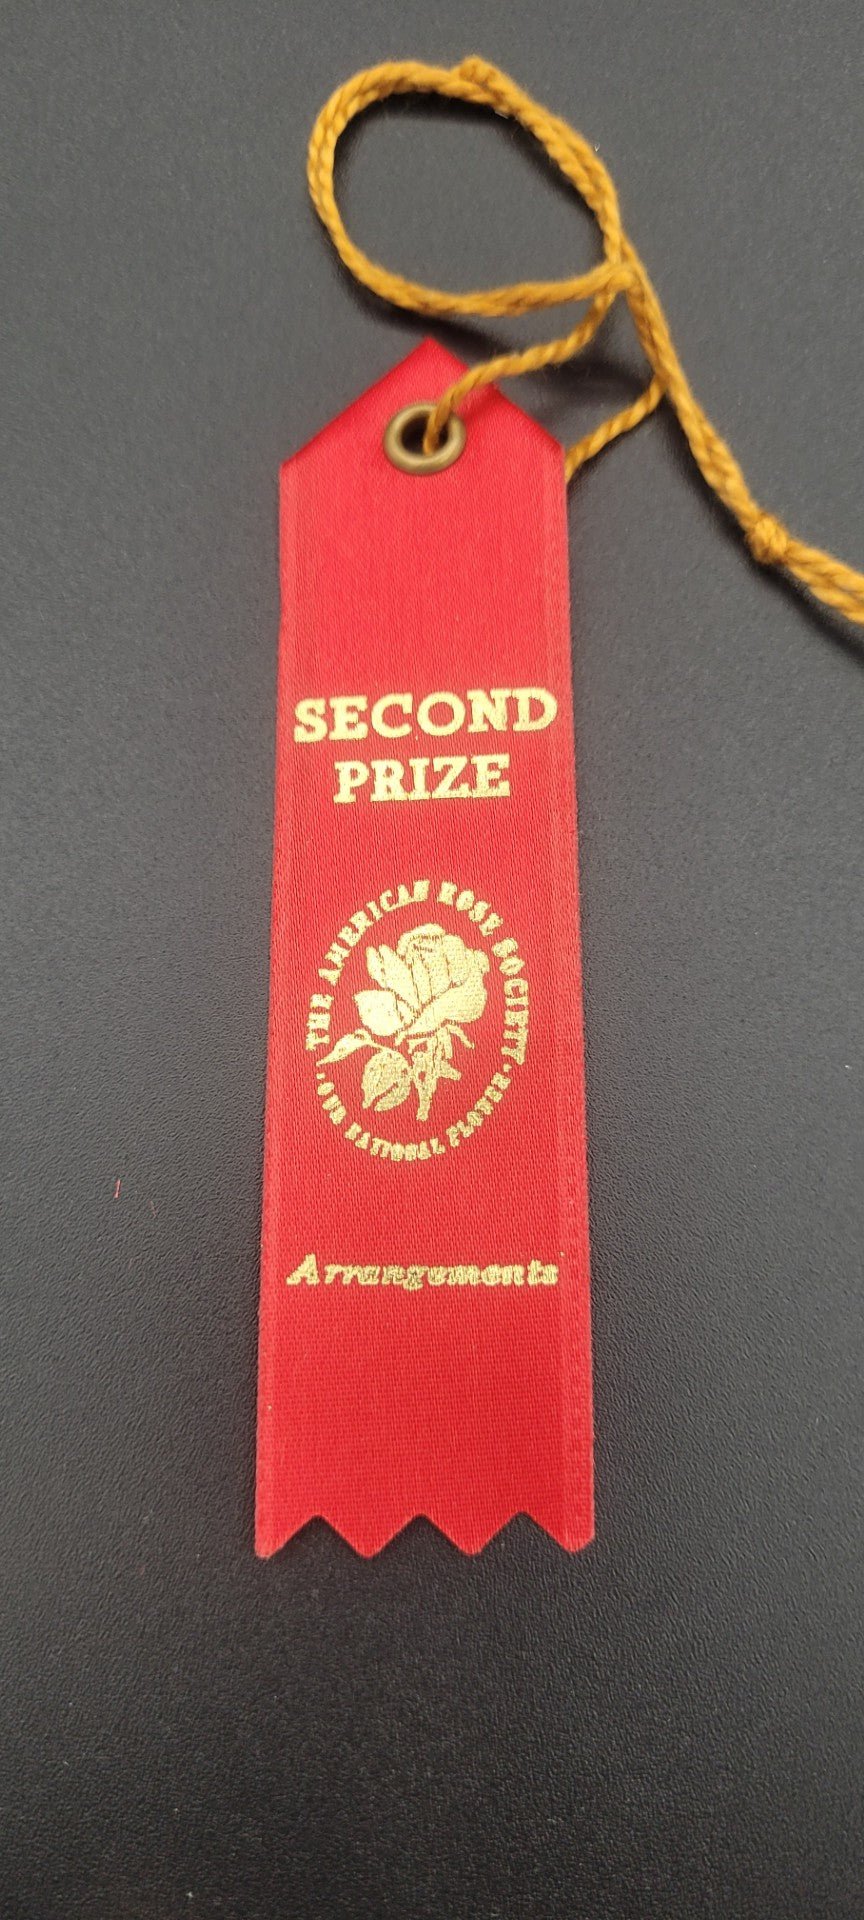 SECOND
PRIZE
THE AMERICAN ROSE SOCIETY
· OUR NATIONAL FLOWER ·
Arrangements